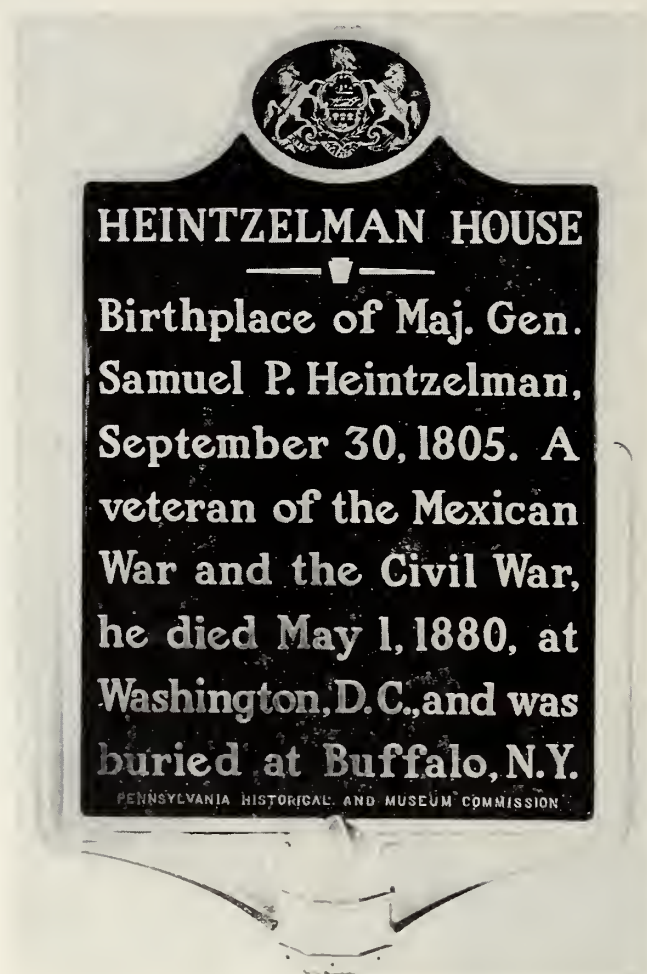 HEINTZELMAN HOUSE
Birthplace of Maj. Gen.
Samuel P. Heintzelman,
September 30, 1805. A
veteran of the Mexican
War and the Civil War,
he died May 1, 1880, at
Washington, D.C., and was
buried at Buffalo, N.Y.
PENNSYLVANIA HISTORICAL AND MUSEUM COMMISSION